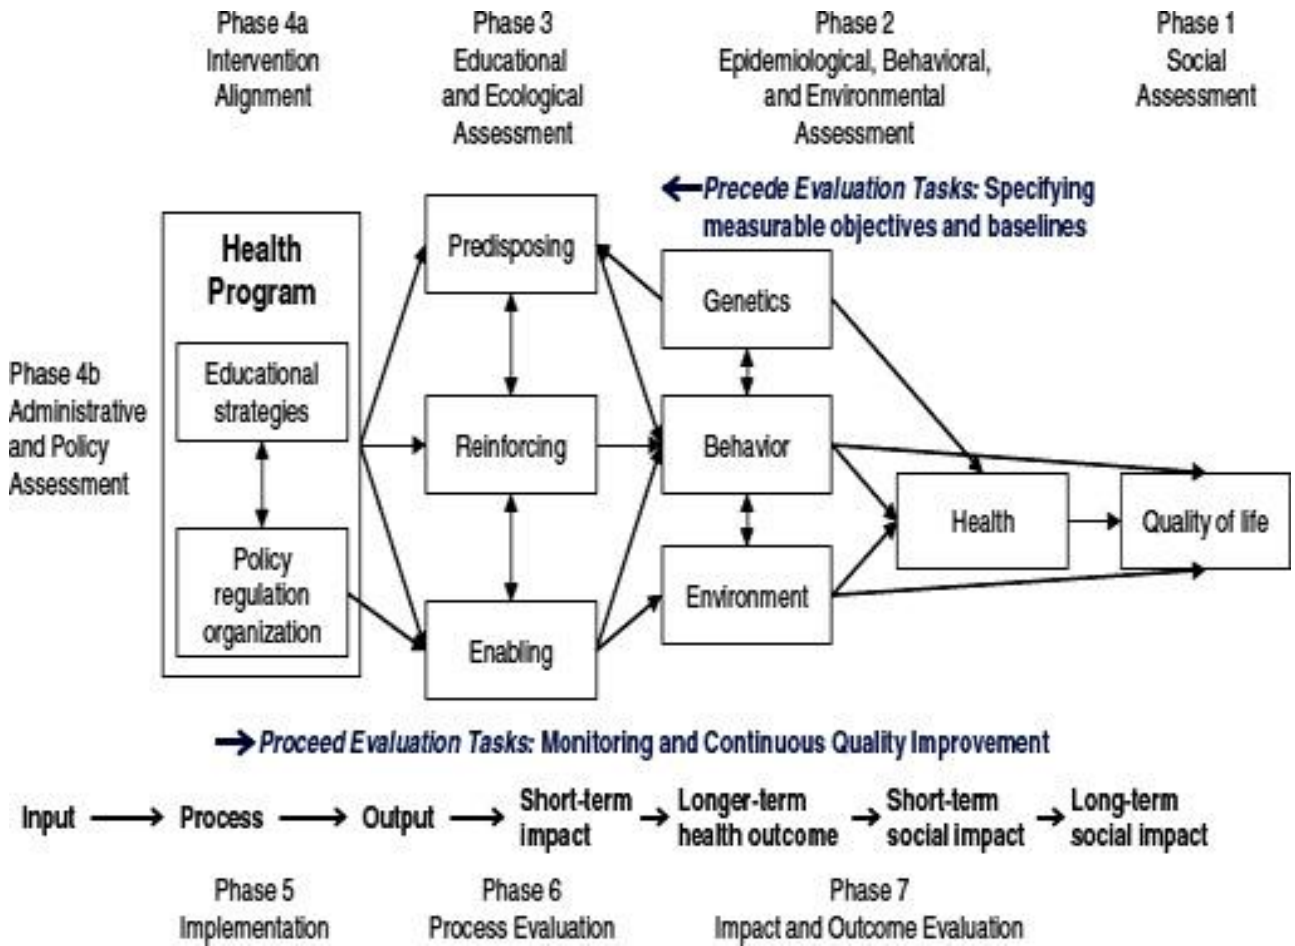 Phase 4a
Intervention
Alignment
Phase 3
Educational
and Ecological
Assessment
Phase 2
Epidemiological, Behavioral,
and Environmental
Assessment
Phase 1
Social
Assessment
Precede Evaluation Tasks: Specifying
measurable objectives and baselines
Phase 4b
Administrative
and Policy
Assessment
Health
Program
Educational
strategies
Policy
regulation
organization
Predisposing
Reinforcing
Enabling
Genetics
Behavior
Environment
Health
Quality of life
Proceed Evaluation Tasks: Monitoring and Continuous Quality Improvement
Input
Process
Output
Short-term
impact
Longer-term
health outcome
Short-term
social impact
Long-term
social impact
Phase 5
Implementation
Phase 6
Process Evaluation
Phase 7
Impact and Outcome Evaluation